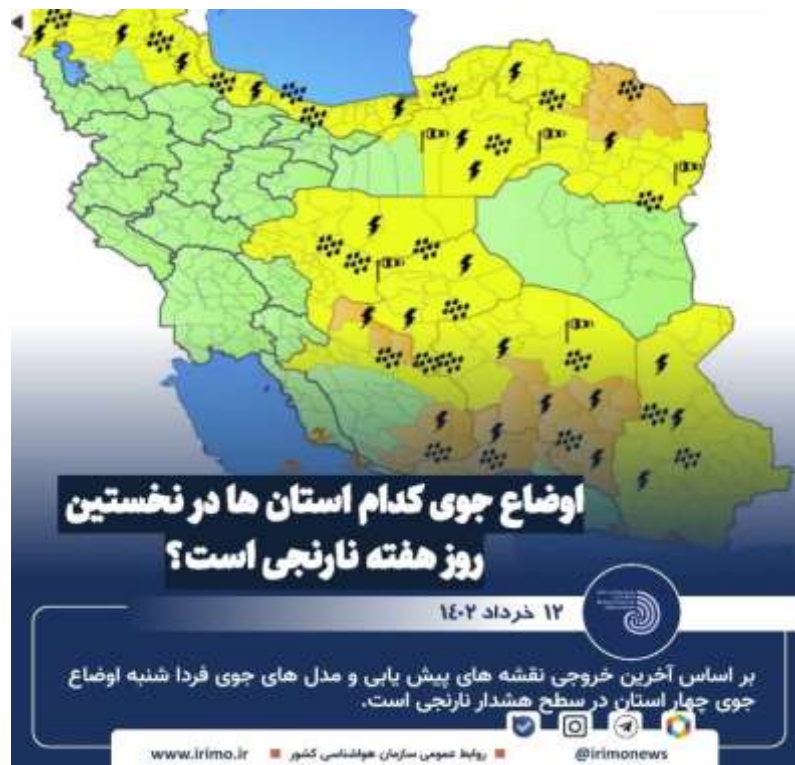 اوضاع جوی کدام استان ها در نخستین
روز هفته نارنجی است؟
۱۲ خرداد ۱۴۰۲
بر اساس آخرین خروجی نقشه های پیش یابی و مدل های جوی فردا شنبه اوضاع
جوی چهار استان در سطح هشدار نارنجی است.
@irimonews روابط عمومی سازمان هواشناسی کشور www.irimo.ir